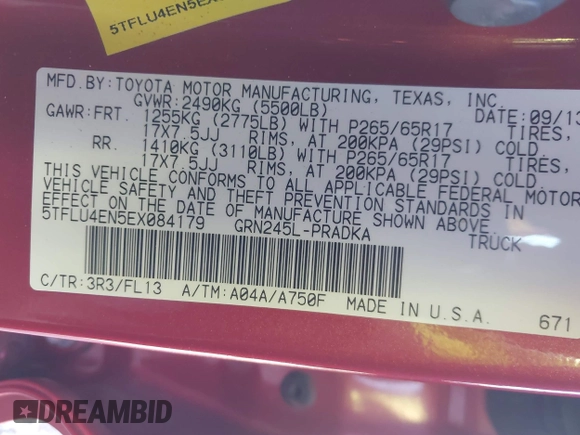 5TFLU4EN5EX
MFD.BY:TOYOTA MOTOR MANUFACTURING, TEXAS, INC.
GVWR:2490KG (5500LB) DATE: 09/13
GAWR:FRT. 1255KG (2775LB) WITH P265/65R17 TIRES,
17X7.5JJ RIMS, AT 200KPA (29PSI) COLD
RR. 1410KG (3110LB) WITH P265/65R17 TIRES,
17X7.5JJ RIMS, AT 200KPA (29PSI) COLD
THIS VEHICLE CONFORMS TO ALL APPLICABLE FEDERAL MOTOR
VEHICLE SAFETY AND THEFT PREVENTION STANDARDS IN
EFFECT ON THE DATE OF MANUFACTURE SHOWN ABOVE.
5TFLU4EN5EX084179 GRN245L-PRADKA TRUCK
C/TR:3R3/FL13 A/TM:A04A/A750F MADE IN U.S.A. 671
DREAMBID